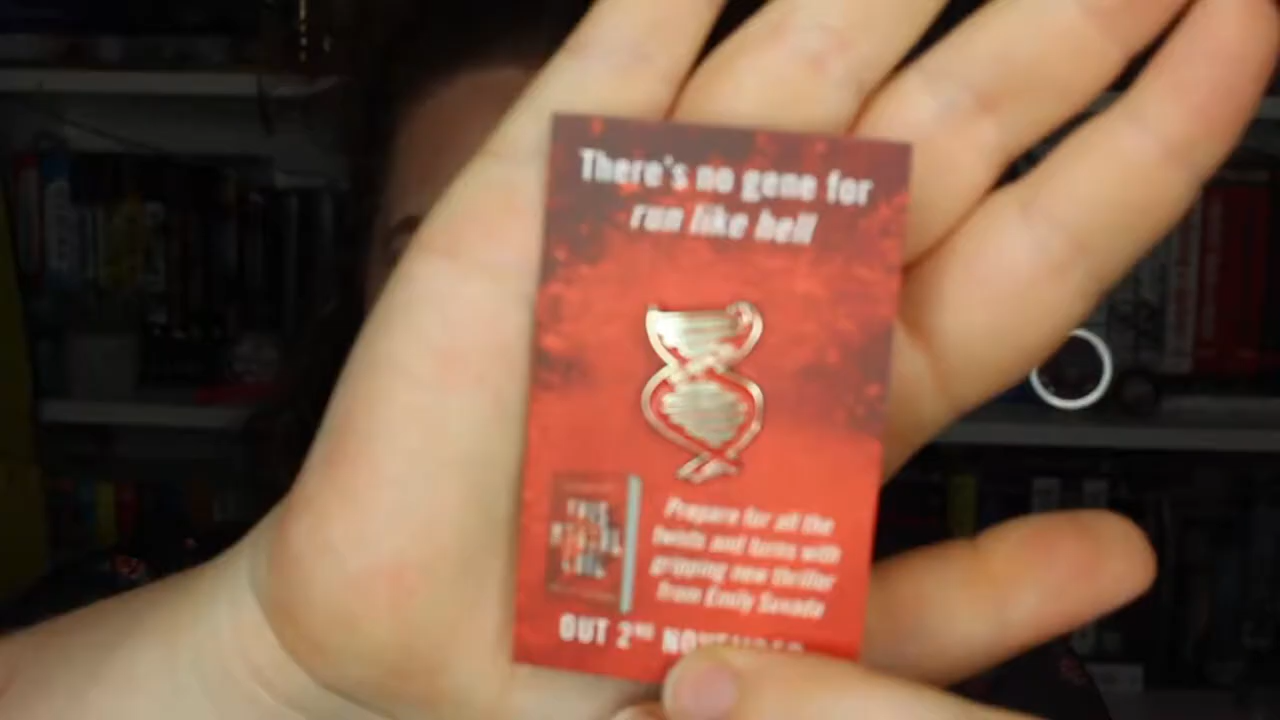 There's no gene for
run like hell
Prepare for all the
twists and turns with
gripping new thriller
from Emily
OUT 2ND NOVEMBER